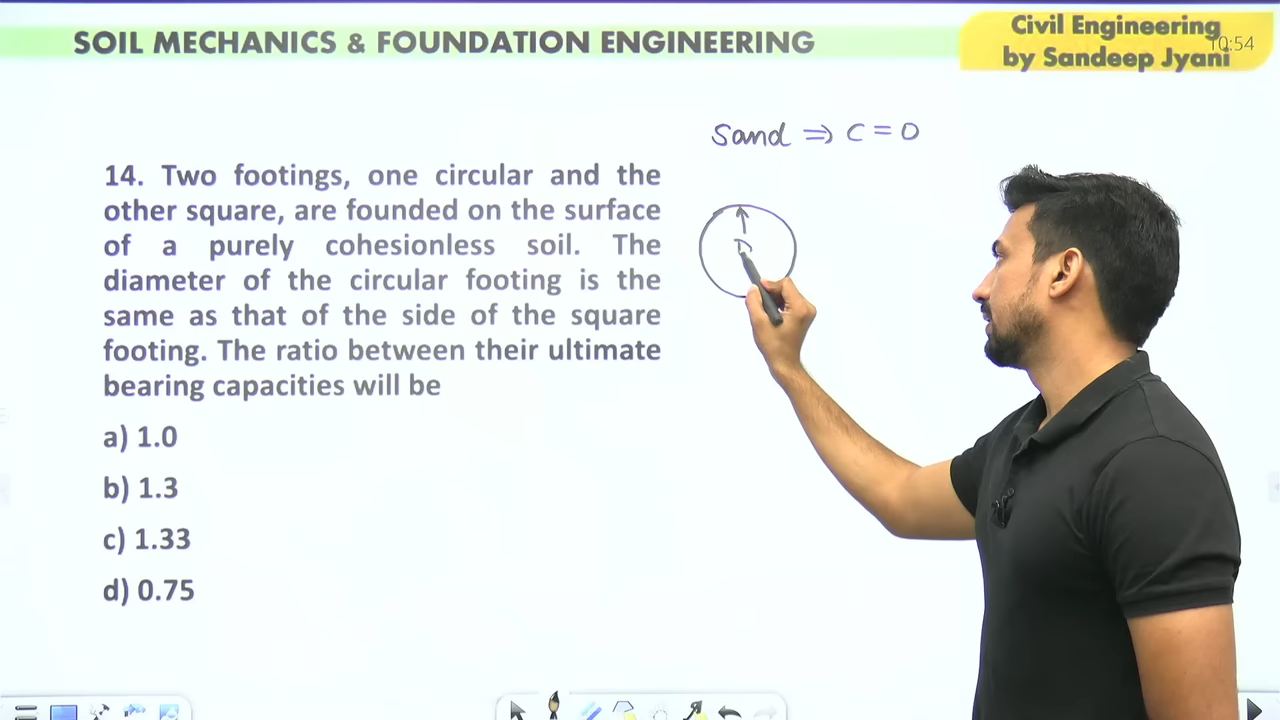 SOIL MECHANICS & FOUNDATION ENGINEERING
Civil Engineering
by Sandeep Jyani
10:54
Sand ⇒ C = 0
14. Two footings, one circular and the
other square, are founded on the surface
of a purely cohesionless soil. The
diameter of the circular footing is the
same as that of the side of the square
footing. The ratio between their ultimate
bearing capacities will be
D
a) 1.0
b) 1.3
c) 1.33
d) 0.75